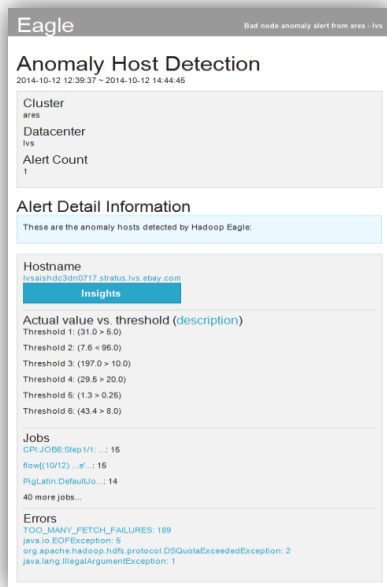 Eagle
Bad node anomaly alert from ares - lvs
Anomaly Host Detection
2014-10-12 12:39:37 ~ 2014-10-12 14:44:45
Cluster
ares
Datacenter
lvs
Alert Count
1
Alert Detail Information
These are the anomaly hosts detected by Hadoop Eagle:
Hostname
lvsaishdc3dn0717.stratus.lvs.ebay.com
Insights
Actual value vs. threshold (description)
Threshold 1: (31.0 > 5.0)
Threshold 2: (7.6 < 96.0)
Threshold 3: (197.0 > 10.0)
Threshold 4: (29.5 > 20.0)
Threshold 5: (1.3 > 0.25)
Threshold 6: (43.4 > 8.0)
Jobs
CPI:JOB6:Step1/1: ...: 15
flow[(10/12) ...e'...: 15
PigLatin:DefaultJo...: 14
40 more jobs...
Errors
TOO_MANY_FETCH_FAILURES: 189
java.io.EOFException: 5
org.apache.hadoop.hdfs.protocol.DSQuotaExceededException: 2
java.lang.IllegalArgumentException: 1